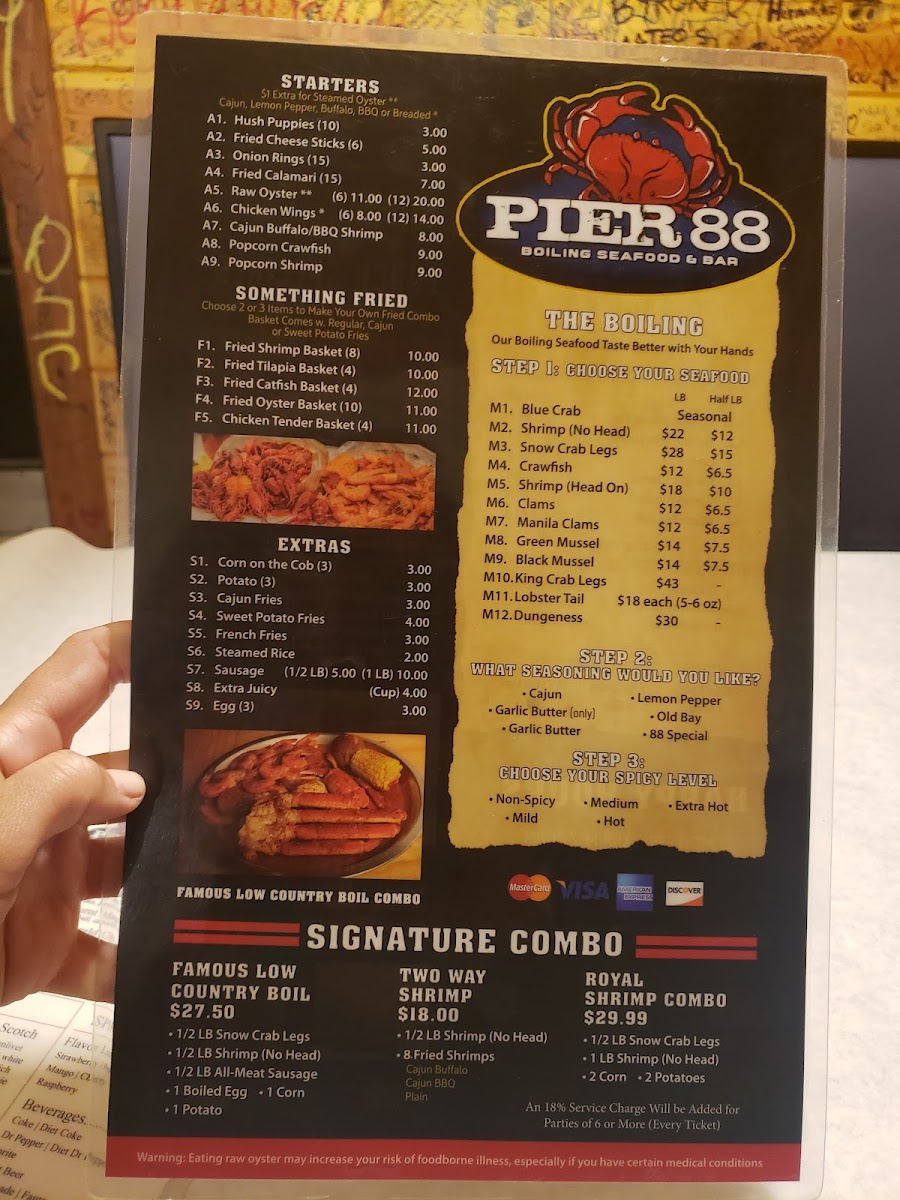 STARTERS
$1 Extra for Steamed Oyster **
Cajun, Lemon Pepper, Buffalo, BBQ or Breaded *
A1. Hush Puppies (10) 3.00
A2. Fried Cheese Sticks (6) 5.00
A3. Onion Rings (15) 3.00
A4. Fried Calamari (15) 7.00
A5. Raw Oyster ** (6) 11.00 (12) 20.00
A6. Chicken Wings * (6) 8.00 (12) 14.00
A7. Cajun Buffalo/BBQ Shrimp 8.00
A8. Popcorn Crawfish 9.00
A9. Popcorn Shrimp 9.00
SOMETHING FRIED
Choose 2 or 3 Items to Make Your Own Fried Combo
Basket Comes w. Regular, Cajun
or Sweet Potato Fries
F1. Fried Shrimp Basket (8) 10.00
F2. Fried Tilapia Basket (4) 10.00
F3. Fried Catfish Basket (4) 12.00
F4. Fried Oyster Basket (10) 11.00
F5. Chicken Tender Basket (4) 11.00
EXTRAS
S1. Corn on the Cob (3) 3.00
S2. Potato (3) 3.00
S3. Cajun Fries 3.00
S4. Sweet Potato Fries 4.00
S5. French Fries 3.00
S6. Steamed Rice 2.00
S7. Sausage (1/2 LB) 5.00 (1 LB) 10.00
S8. Extra Juicy (Cup) 4.00
S9. Egg (3) 3.00
FAMOUS LOW COUNTRY BOIL COMBO
PIER 88
BOILING SEAFOOD & BAR
THE BOILING
Our Boiling Seafood Taste Better with Your Hands
STEP 1: CHOOSE YOUR SEAFOOD
LB Half LB
M1. Blue Crab Seasonal
M2. Shrimp (No Head) $22 $12
M3. Snow Crab Legs $28 $15
M4. Crawfish $12 $6.5
M5. Shrimp (Head On) $18 $10
M6. Clams $12 $6.5
M7. Manila Clams $12 $6.5
M8. Green Mussel $14 $7.5
M9. Black Mussel $14 $7.5
M10. King Crab Legs $43 -
M11. Lobster Tail $18 each (5-6 oz)
M12. Dungeness $30 -
STEP 2:
WHAT SEASONING WOULD YOU LIKE?
• Cajun • Lemon Pepper
• Garlic Butter (only) • Old Bay
• Garlic Butter • 88 Special
STEP 3:
CHOOSE YOUR SPICY LEVEL
• Non-Spicy • Medium • Extra Hot
• Mild • Hot
MasterCard VISA AMERICAN EXPRESS DISCOVER
SIGNATURE COMBO
FAMOUS LOW
COUNTRY BOIL
$27.50
• 1/2 LB Snow Crab Legs
• 1/2 LB Shrimp (No Head)
• 1/2 LB All-Meat Sausage
• 1 Boiled Egg • 1 Corn
• 1 Potato
TWO WAY
SHRIMP
$18.00
• 1/2 LB Shrimp (No Head)
• 8 Fried Shrimps
Cajun Buffalo
Cajun BBQ
Plain
ROYAL
SHRIMP COMBO
$29.99
• 1/2 LB Snow Crab Legs
• 1 LB Shrimp (No Head)
• 2 Corn • 2 Potatoes
An 18% Service Charge Will be Added for
Parties of 6 or More (Every Ticket)
Warning: Eating raw oyster may increase your risk of foodborne illness, especially if you have certain medical conditions
Scotch
white
Raspberry
Beverages
Coke / Diet Coke
Dr Pepper / Diet Dr
Beer